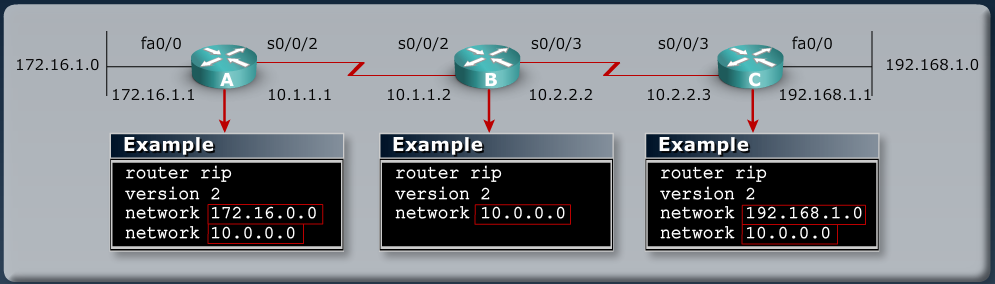 fa0/0
s0/0/2
s0/0/2
s0/0/3
s0/0/3
fa0/0
172.16.1.0
A
B
C
192.168.1.0
172.16.1.1
10.1.1.1
10.1.1.2
10.2.2.2
10.2.2.3
192.168.1.1
Example
router rip
version 2
network 172.16.0.0
network 10.0.0.0
Example
router rip
version 2
network 10.0.0.0
Example
router rip
version 2
network 192.168.1.0
network 10.0.0.0